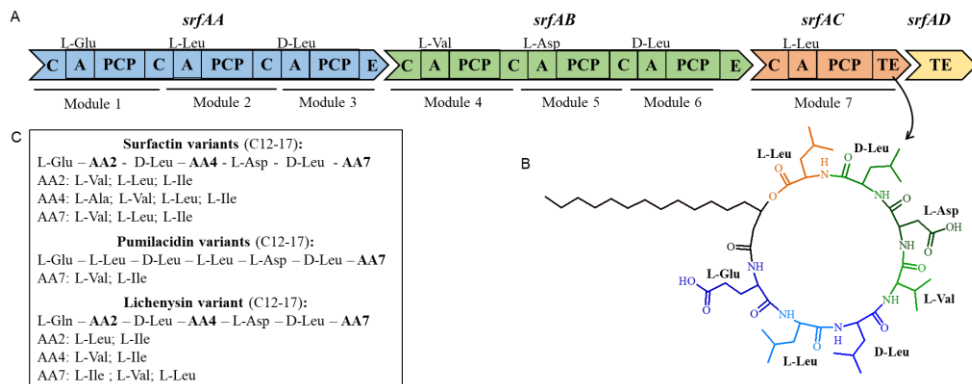 A
srfAA srfAB srfAC srfAD
L-Glu L-Leu D-Leu L-Val L-Asp D-Leu L-Leu
C A PCP C A PCP C A PCP E C A PCP C A PCP C A PCP E C A PCP TE TE
Module 1 Module 2 Module 3 Module 4 Module 5 Module 6 Module 7
C
Surfactin variants (C12-17):
L-Glu – AA2 - D-Leu – AA4 - L-Asp - D-Leu - AA7
AA2: L-Val; L-Leu; L-Ile
AA4: L-Ala; L-Val; L-Leu; L-Ile
AA7: L-Val; L-Leu; L-Ile
Pumilacidin variants (C12-17):
L-Glu – L-Leu – D-Leu – L-Leu – L-Asp – D-Leu – AA7
AA7: L-Val; L-Ile
Lichenysin variant (C12-17):
L-Gln – AA2 – D-Leu – AA4 – L-Asp – D-Leu – AA7
AA2: L-Leu; L-Ile
AA4: L-Val; L-Ile
AA7: L-Ile ; L-Val; L-Leu
B
L-Leu
D-Leu
O
O
N
H
O
NH
O
L-Asp
O
OH
O
NH
O
O
L-Glu
NH
O
HO
O
NH
L-Val
O
NH
O
N
H
O
L-Leu
D-Leu